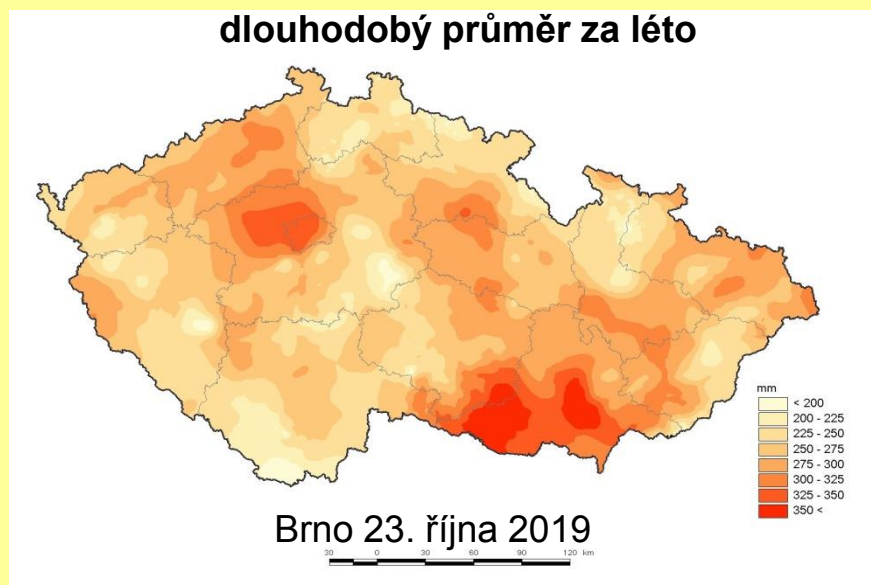 dlouhodobý průměr za léto
mm
< 200
200 - 225
225 - 250
250 - 275
275 - 300
300 - 325
325 - 350
350 <
Brno 23. října 2019
30 0 30 60 90 120 km